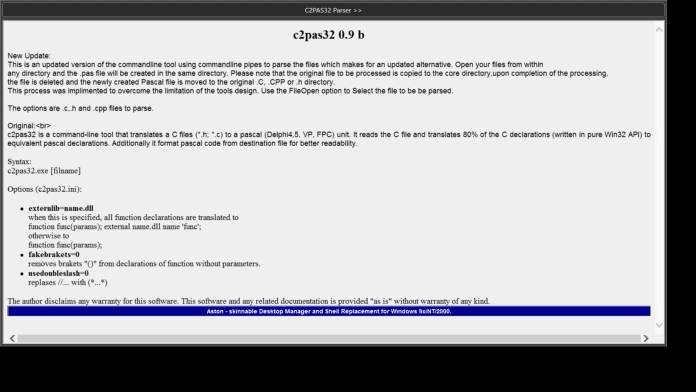 C2PAS32 Parser >>
c2pas32 0.9 b
New Update:
This is an updated version of the commandline tool using commandline pipes to parse the files which makes for an updated alternative. Open your files from within
any directory and the .pas file will be created in the same directory. Please note that the original file to be processed is copied to the core directory,upon completion of the processing,
the file is deleted and the newly created Pascal file is moved to the original .C, .CPP or .h directory.
This process was implimented to overcome the limitation of the tools design. Use the FileOpen option to Select the file to be be parsed.
The options are .c,.h and .cpp files to parse.
Original:<br>
c2pas32 is a command-line tool that translates a C files (*.h; *.c) to a pascal (Delphi4,5, VP, FPC) unit. It reads the C file and translates 80% of the C declarations (written in pure Win32 API) to
equivalent pascal declarations. Additionally it format pascal code from destination file for better readability.
Syntax:
c2pas32.exe [filname]
Options (c2pas32.ini):
• externlib=name.dll
when this is specified, all function declarations are translated to
function func(params); external name.dll name 'func';
otherwise to
function func(params);
• fakebrakets=0
removes brakets "()" from declarations of function without parameters.
• usedoubleslash=0
replases //... with (*...*)
The author disclaims any warranty for this software. This software and any related documentation is provided "as is" without warranty of any kind.
Aston - skinnable Desktop Manager and Shell Replacement for Windows 9x/NT/2000.